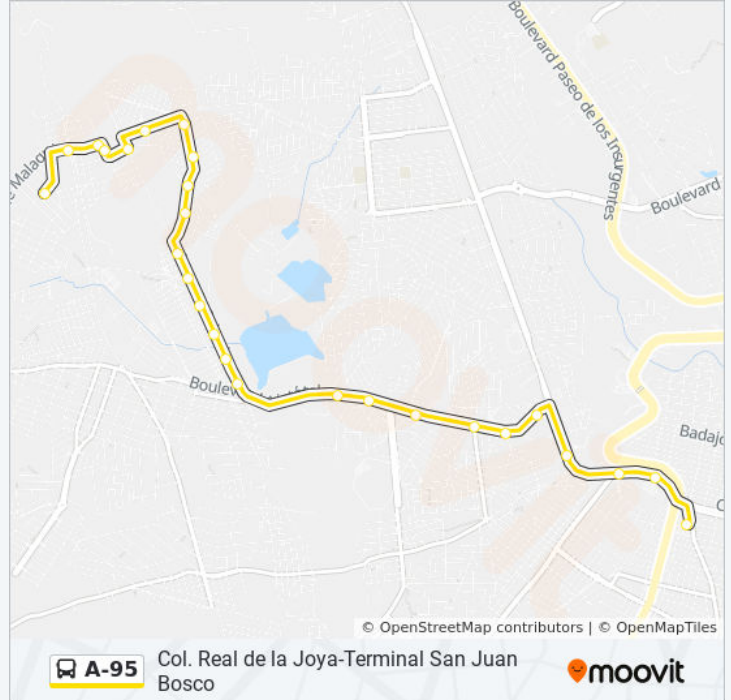 Boulevard Paseo de los Insurgentes
Boulevard
Malag
Boulev
Badajo
© OpenStreetMap contributors | © OpenMapTiles
A-95
Col. Real de la Joya-Terminal San Juan
Bosco
moovit